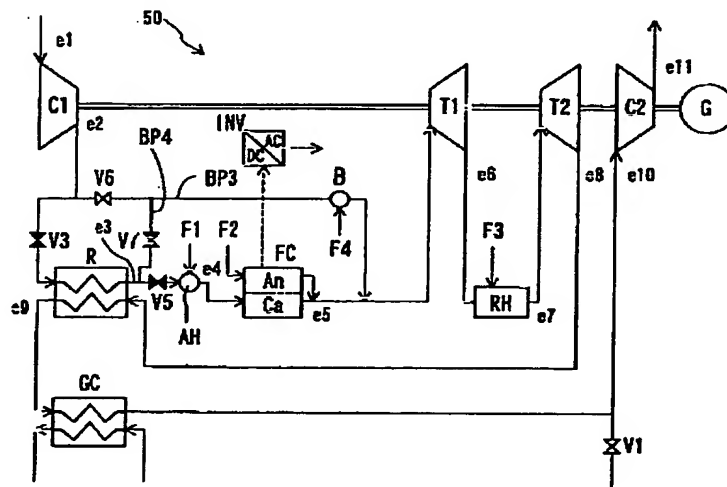 50
e1
e11
C1
T1
T2
C2
G
e2
INV
AC
DC
BP4
e6
e8
e10
V6
BP3
B
V3
e3
V7
F1
F2
F4
F3
R
e4
FC
An
Ca
RH
V5
e7
e9
AH
e5
GC
V1